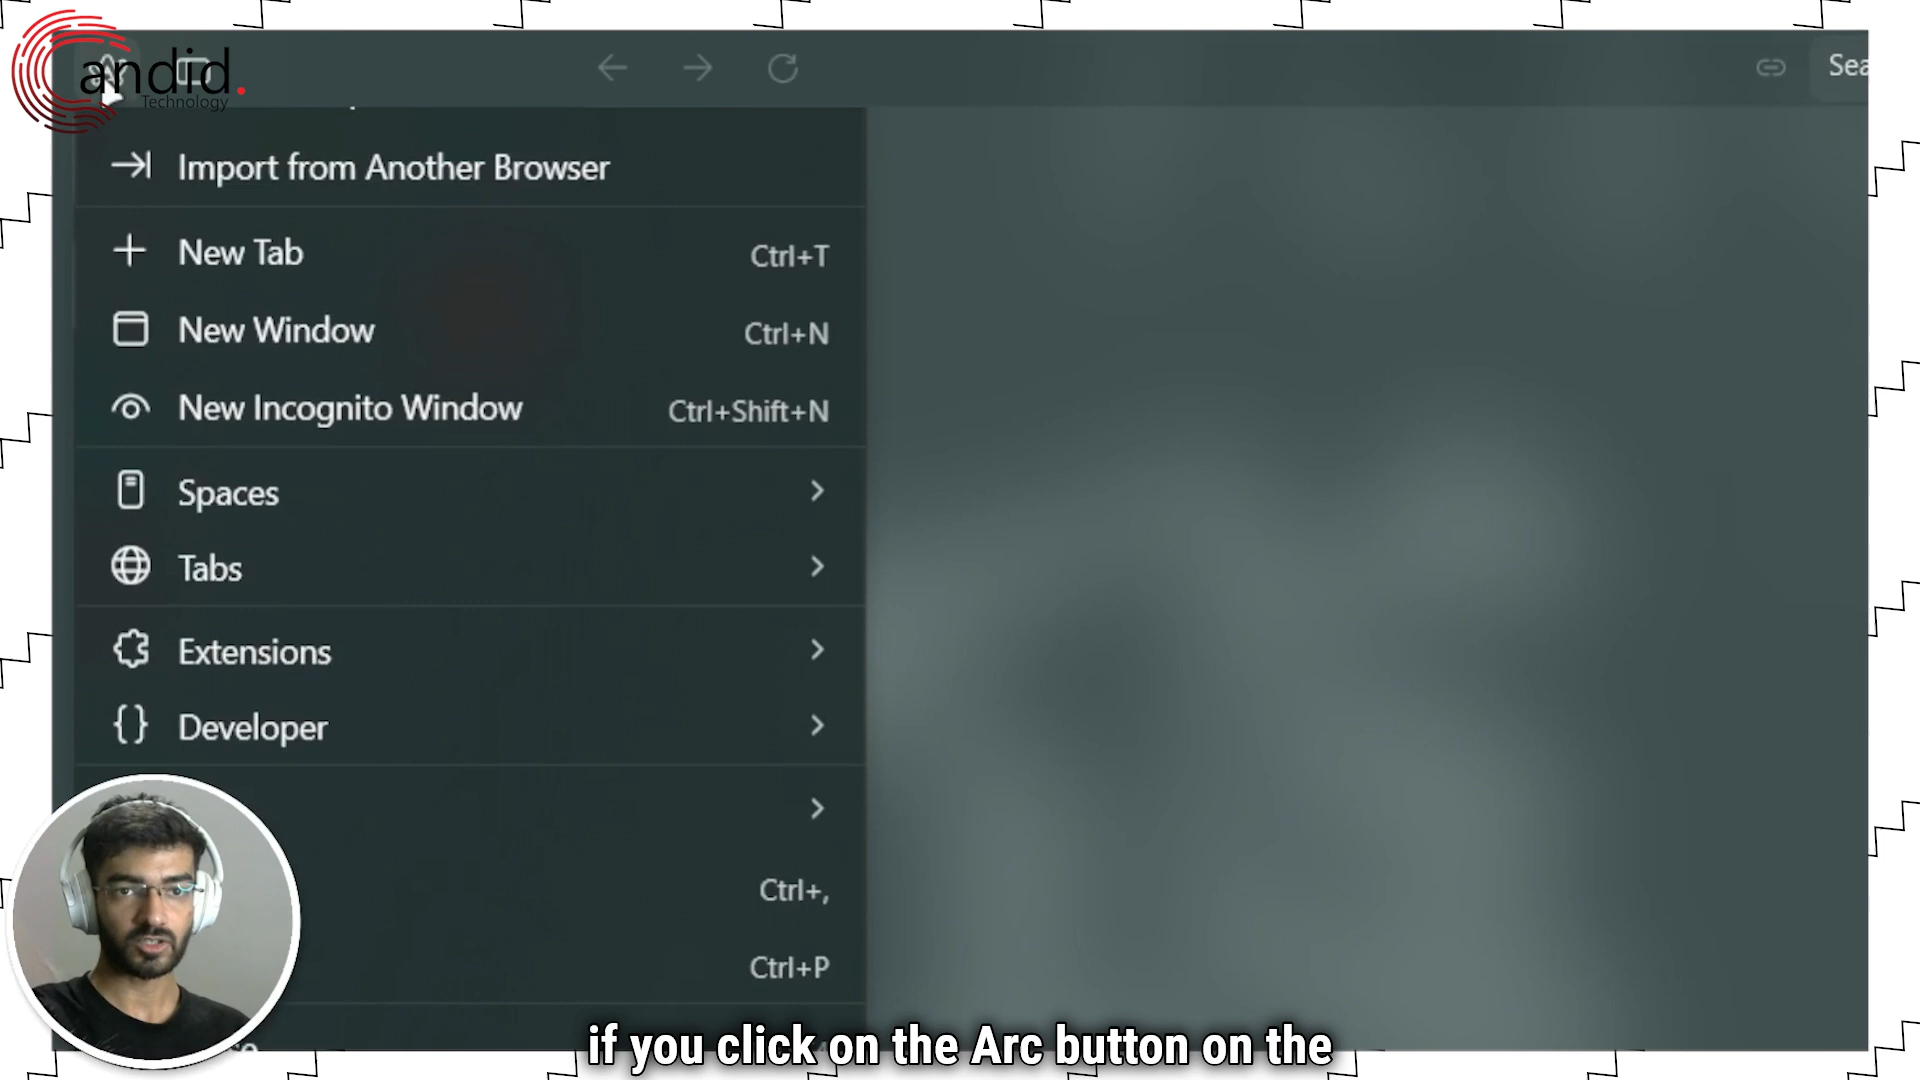 Candid.
Technology
Sea
Import from Another Browser
New Tab Ctrl+T
New Window Ctrl+N
New Incognito Window Ctrl+Shift+N
Spaces
Tabs
Extensions
Developer
Ctrl+,
Ctrl+P
if you click on the Arc button on the